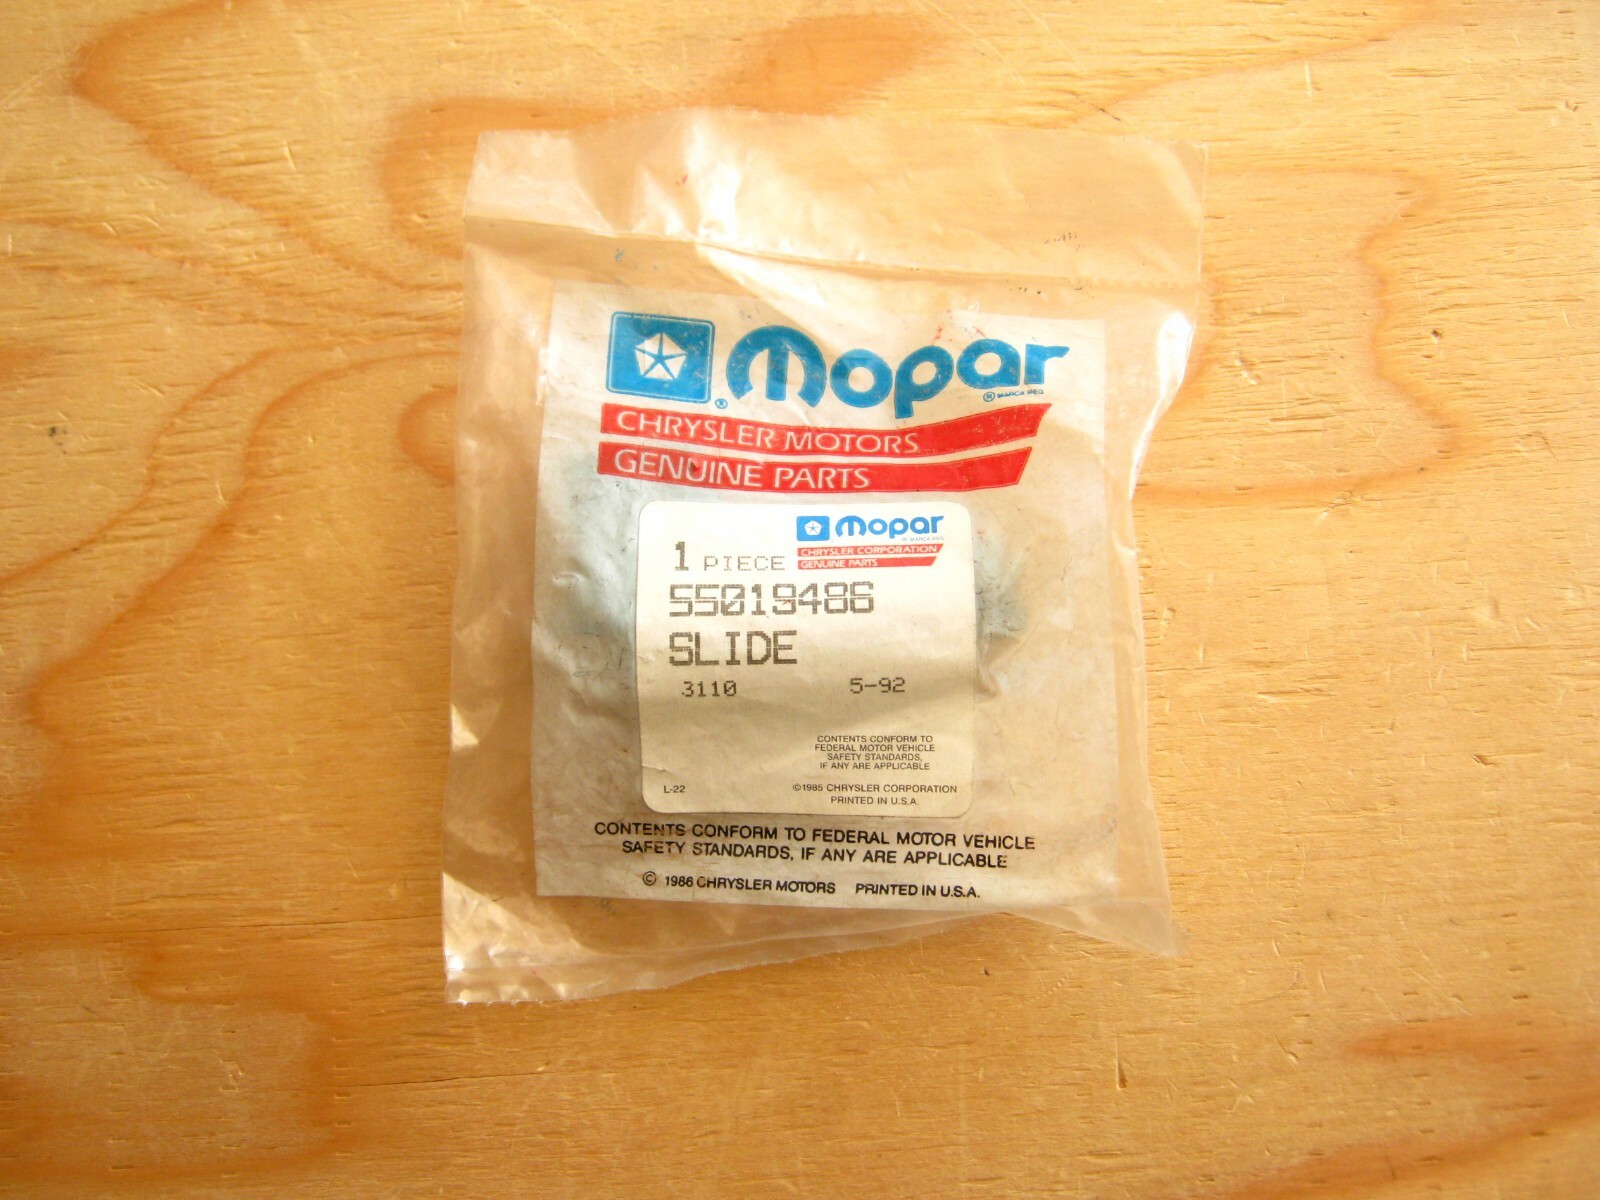 Mopar
® MARCA REG.
CHRYSLER MOTORS
GENUINE PARTS
Mopar
® MARCA REG.
CHRYSLER CORPORATION
GENUINE PARTS
1 PIECE
55019486
SLIDE
3110 5-92
CONTENTS CONFORM TO
FEDERAL MOTOR VEHICLE
SAFETY STANDARDS,
IF ANY ARE APPLICABLE
L-22 ©1985 CHRYSLER CORPORATION
PRINTED IN U.S.A.
CONTENTS CONFORM TO FEDERAL MOTOR VEHICLE
SAFETY STANDARDS, IF ANY ARE APPLICABLE
© 1986 CHRYSLER MOTORS PRINTED IN U.S.A.